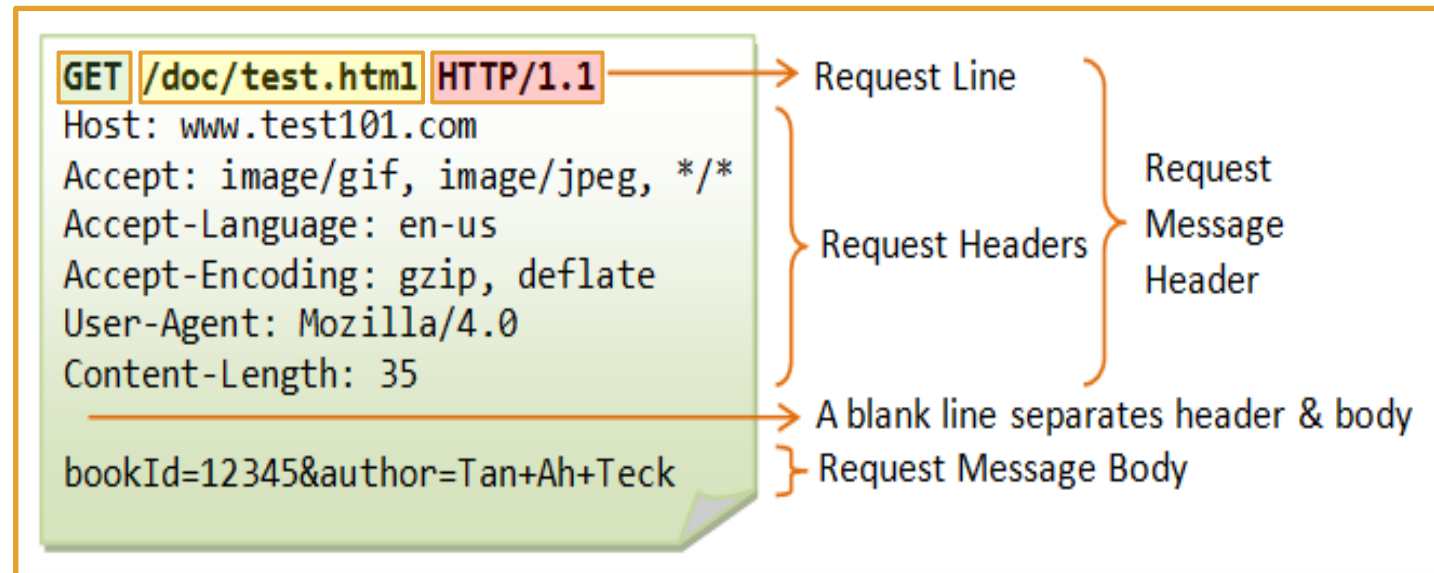 GET /doc/test.html HTTP/1.1
Request Line
Host: www.test101.com
Accept: image/gif, image/jpeg, */*
Accept-Language: en-us
Accept-Encoding: gzip, deflate
User-Agent: Mozilla/4.0
Content-Length: 35
Request Headers
Request
Message
Header
A blank line separates header & body
bookId=12345&author=Tan+Ah+Teck
Request Message Body